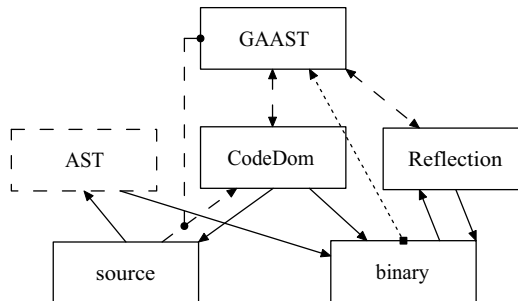 GAAST
AST
CodeDom
Reflection
source
binary